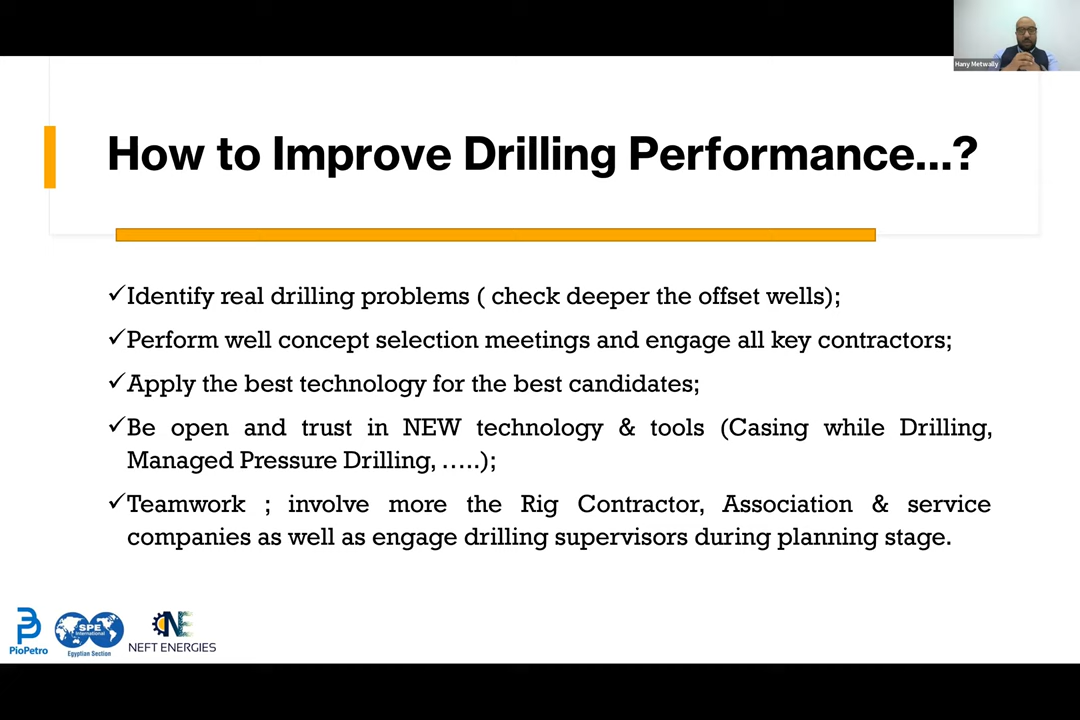 Hany Metwally
How to Improve Drilling Performance...?
✓Identify real drilling problems ( check deeper the offset wells);
✓Perform well concept selection meetings and engage all key contractors;
✓Apply the best technology for the best candidates;
✓Be open and trust in NEW technology & tools (Casing while Drilling,
Managed Pressure Drilling, …..);
✓Teamwork ; involve more the Rig Contractor, Association & service
companies as well as engage drilling supervisors during planning stage.
PioPetro
SPE
International
Egyptian Section
NE
NEFT ENERGIES